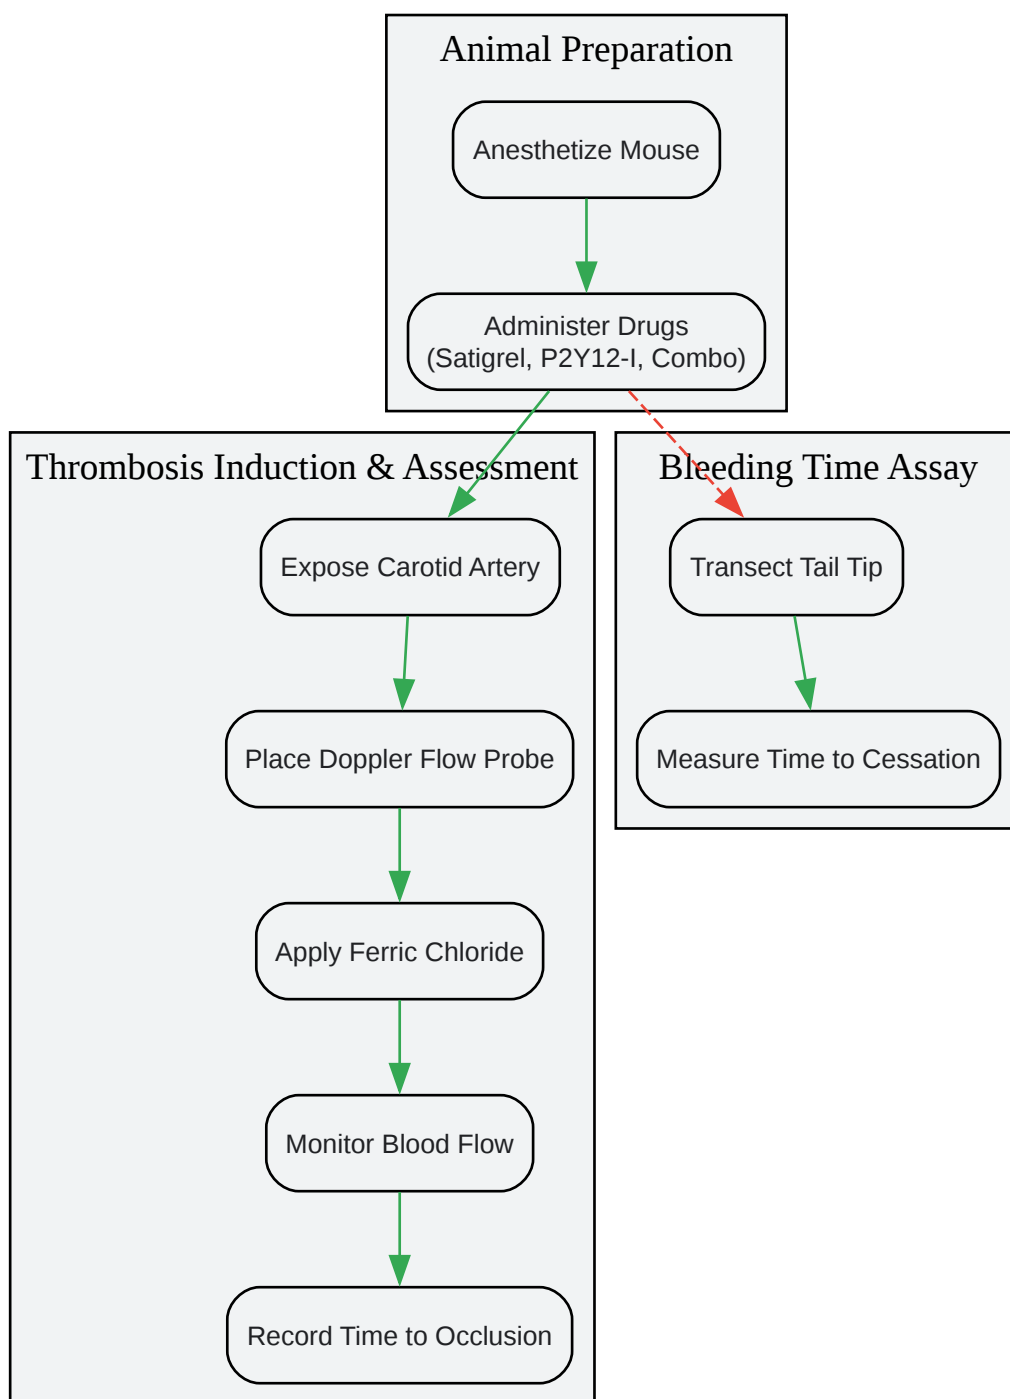 Animal Preparation
Anesthetize Mouse
Administer Drugs
(Satigrel, P2Y12-I, Combo)
Thrombosis Induction & Assessment
Expose Carotid Artery
Place Doppler Flow Probe
Apply Ferric Chloride
Monitor Blood Flow
Record Time to Occlusion
Bleeding Time Assay
Transect Tail Tip
Measure Time to Cessation